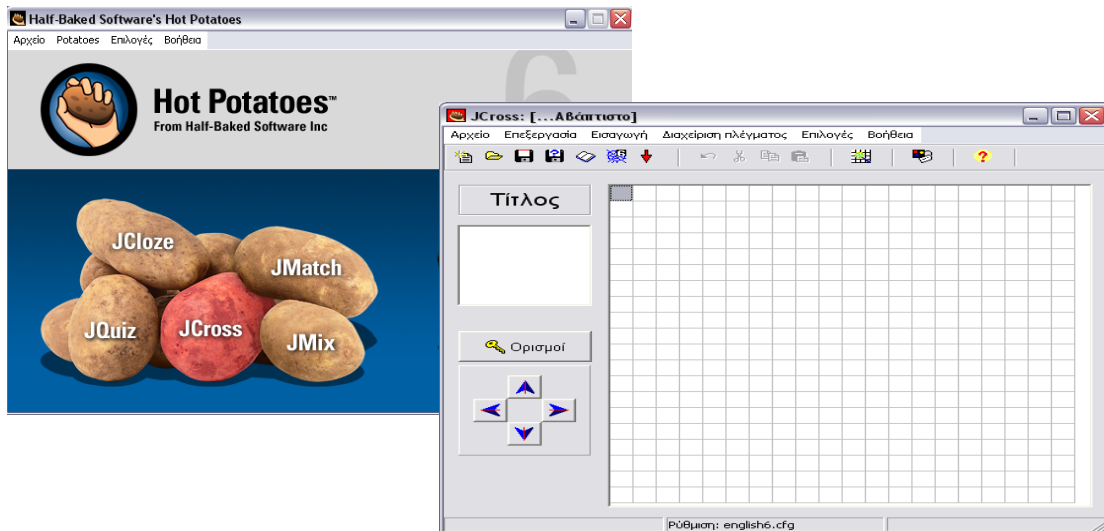 Half-Baked Software's Hot Potatoes
Αρχείο Potatoes Επιλογές Βοήθεια
6
Hot Potatoes™
From Half-Baked Software Inc
JCloze
JMatch
JQuiz
JCross
JMix
JCross: [...Αβάπτιστο]
Αρχείο Επεξεργασία Εισαγωγή Διαχείριση πλέγματος Επιλογές Βοήθεια
Τίτλος
Ορισμοί
Ρύθμιση: english6.cfg